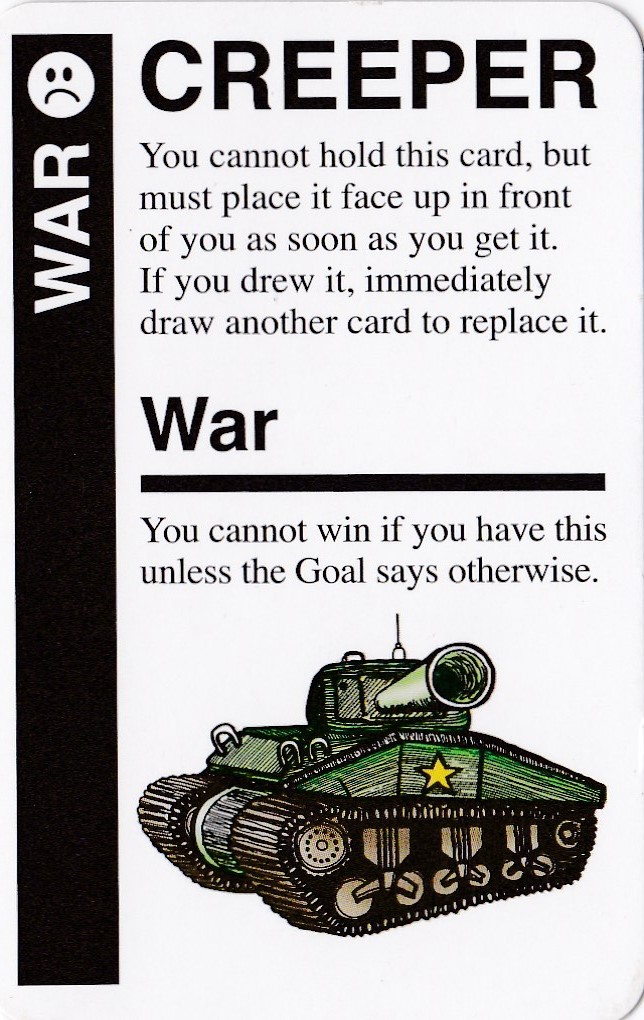 WAR
CREEPER
You cannot hold this card, but
must place it face up in front
of you as soon as you get it.
If you drew it, immediately
draw another card to replace it.
War
You cannot win if you have this
unless the Goal says otherwise.